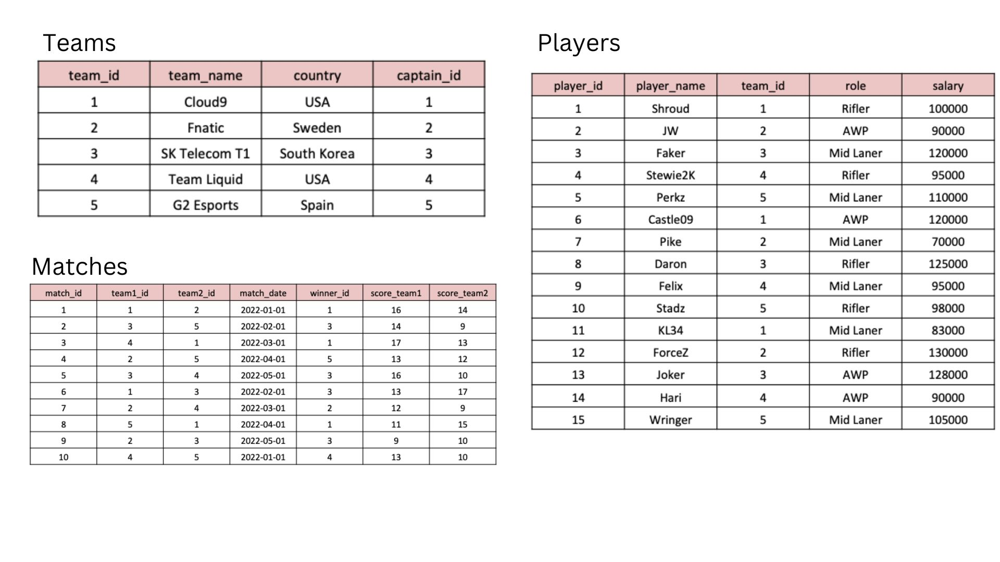 Teams
team_id team_name country captain_id
1 Cloud9 USA 1
2 Fnatic Sweden 2
3 SK Telecom T1 South Korea 3
4 Team Liquid USA 4
5 G2 Esports Spain 5
Matches
match_id team1_id team2_id match_date winner_id score_team1 score_team2
1 1 2 2022-01-01 1 16 14
2 3 5 2022-02-01 3 14 9
3 4 1 2022-03-01 1 17 13
4 2 5 2022-04-01 5 13 12
5 3 4 2022-05-01 3 16 10
6 1 3 2022-02-01 3 13 17
7 2 4 2022-03-01 2 12 9
8 5 1 2022-04-01 1 11 15
9 2 3 2022-05-01 3 9 10
10 4 5 2022-01-01 4 13 10
Players
player_id player_name team_id role salary
1 Shroud 1 Rifler 100000
2 JW 2 AWP 90000
3 Faker 3 Mid Laner 120000
4 Stewie2K 4 Rifler 95000
5 Perkz 5 Mid Laner 110000
6 Castle09 1 AWP 120000
7 Pike 2 Mid Laner 70000
8 Daron 3 Rifler 125000
9 Felix 4 Mid Laner 95000
10 Stadz 5 Rifler 98000
11 KL34 1 Mid Laner 83000
12 ForceZ 2 Rifler 130000
13 Joker 3 AWP 128000
14 Hari 4 AWP 90000
15 Wringer 5 Mid Laner 105000